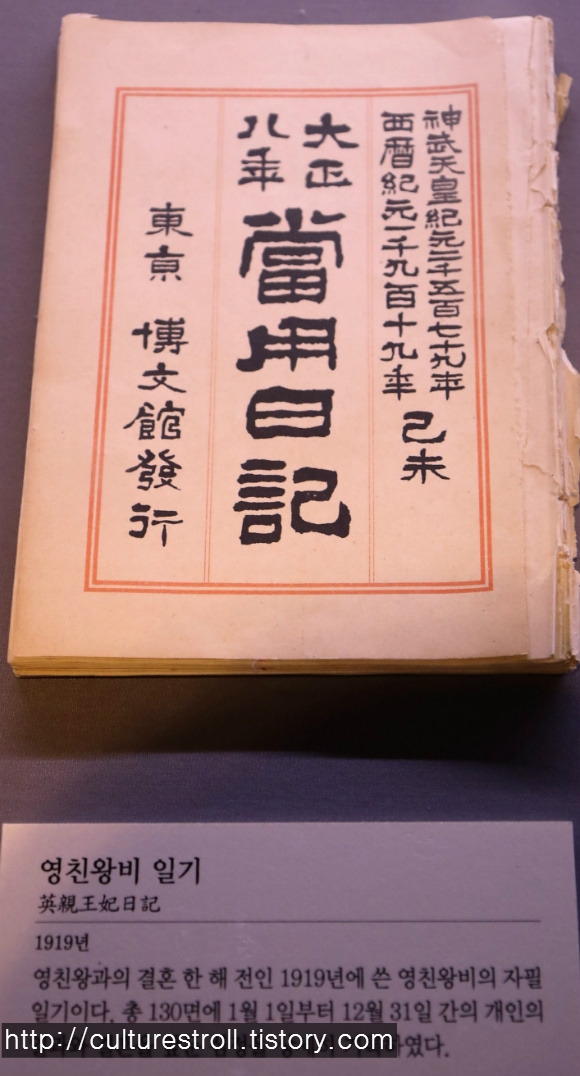 神武天皇紀元二千五百七十九年
西暦紀元一千九百十九年
己未
大正
八年
當用日記
東京 博文館發行
영친왕비 일기
英親王妃日記
1919년
영친왕과의 결혼 한 해 전인 1919년에 쓴 영친왕비의 자필
일기이다. 총 130면에 1월 1일부터 12월 31일 간의 개인의
하였다.
http://culturestroll.tistory.com